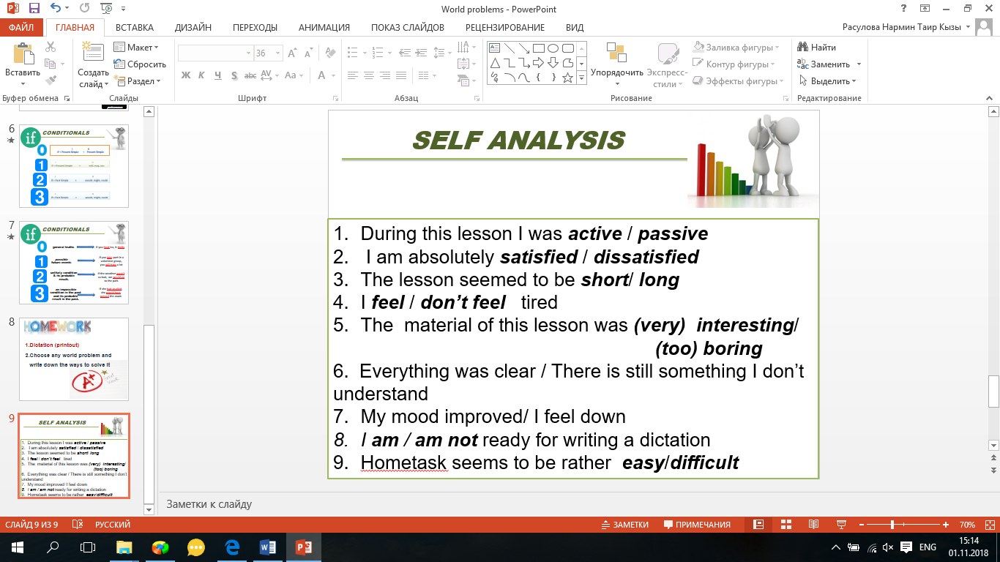 World problems - PowerPoint
ФАЙЛ ГЛАВНАЯ ВСТАВКА ДИЗАЙН ПЕРЕХОДЫ АНИМАЦИЯ ПОКАЗ СЛАЙДОВ РЕЦЕНЗИРОВАНИЕ ВИД Расулова Нармин Таир Кызы
Вставить
Буфер обмена
Создать слайд
Макет
Сбросить
Раздел
Слайды
36
Ж К Ч S abc AV Aa A
Шрифт
Абзац
Упорядочить
Экспресс-стили
Заливка фигуры
Контур фигуры
Эффекты фигуры
Рисование
Найти
Заменить
Выделить
Редактирование
6
if CONDITIONALS
0
1
2
3
7
if CONDITIONALS
0 general truths
1 possible future events
2 unlikely condition & its probable result.
3 an impossible condition in the past and its probable result in the past.
8
HOMEWORK
1.Dictation (printout)
2.Choose any world problem and
write down the ways to solve it
A+
9
SELF ANALYSIS
1. During this lesson I was active / passive
2. I am absolutely satisfied / dissatisfied
3. The lesson seemed to be short/ long
4. I feel / don’t feel tired
5. The material of this lesson was (very) interesting/
(too) boring
6. Everything was clear / There is still something I don’t
understand
7. My mood improved/ I feel down
8. I am / am not ready for writing a dictation
9. Hometask seems to be rather easy/difficult
SELF ANALYSIS
1. During this lesson I was active / passive
2. I am absolutely satisfied / dissatisfied
3. The lesson seemed to be short/ long
4. I feel / don’t feel tired
5. The material of this lesson was (very) interesting/
(too) boring
6. Everything was clear / There is still something I don’t
understand
7. My mood improved/ I feel down
8. I am / am not ready for writing a dictation
9. Hometask seems to be rather easy/difficult
Заметки к слайду
СЛАЙД 9 ИЗ 9 РУССКИЙ ЗАМЕТКИ ПРИМЕЧАНИЯ 70%
ENG
15:14
01.11.2018